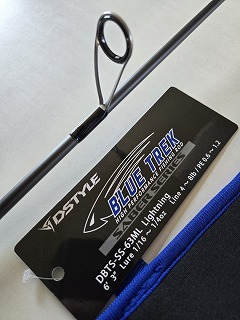 DSTYLE
BLUE TREK
HIGH PERFORMANCE FISHING ROD
SABER SERIES
DBTS-SS-63ML Lightning
6' 3" Lure 1/16~1/4oz Line 4~8lb / PE 0.6~1.2